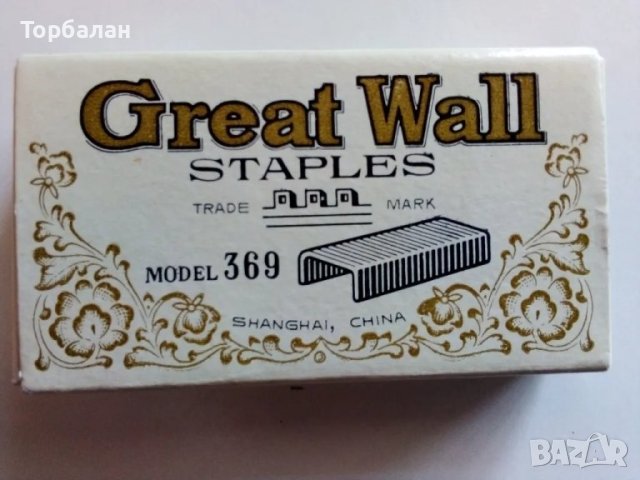 Торбалан
Great Wall
STAPLES
TRADE MARK
MODEL 369
SHANGHAI, CHINA
BAZAR